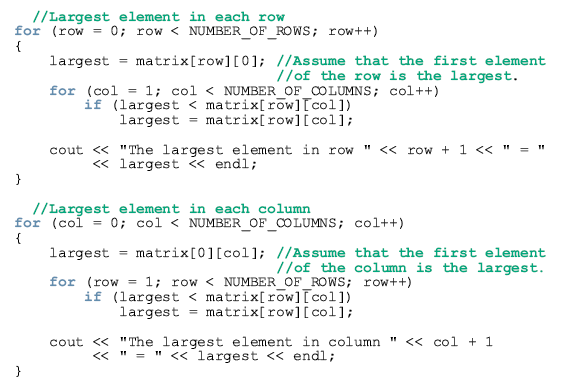 //Largest element in each row
for (row = 0; row < NUMBER_OF_ROWS; row++)
{
largest = matrix[row][0]; //Assume that the first element
//of the row is the largest.
for (col = 1; col < NUMBER_OF_COLUMNS; col++)
if (largest < matrix[row][col])
largest = matrix[row][col];
cout << "The largest element in row " << row + 1 << " = "
<< largest << endl;
}
//Largest element in each column
for (col = 0; col < NUMBER_OF_COLUMNS; col++)
{
largest = matrix[0][col]; //Assume that the first element
//of the column is the largest.
for (row = 1; row < NUMBER_OF_ROWS; row++)
if (largest < matrix[row][col])
largest = matrix[row][col];
cout << "The largest element in column " << col + 1
<< " = " << largest << endl;
}